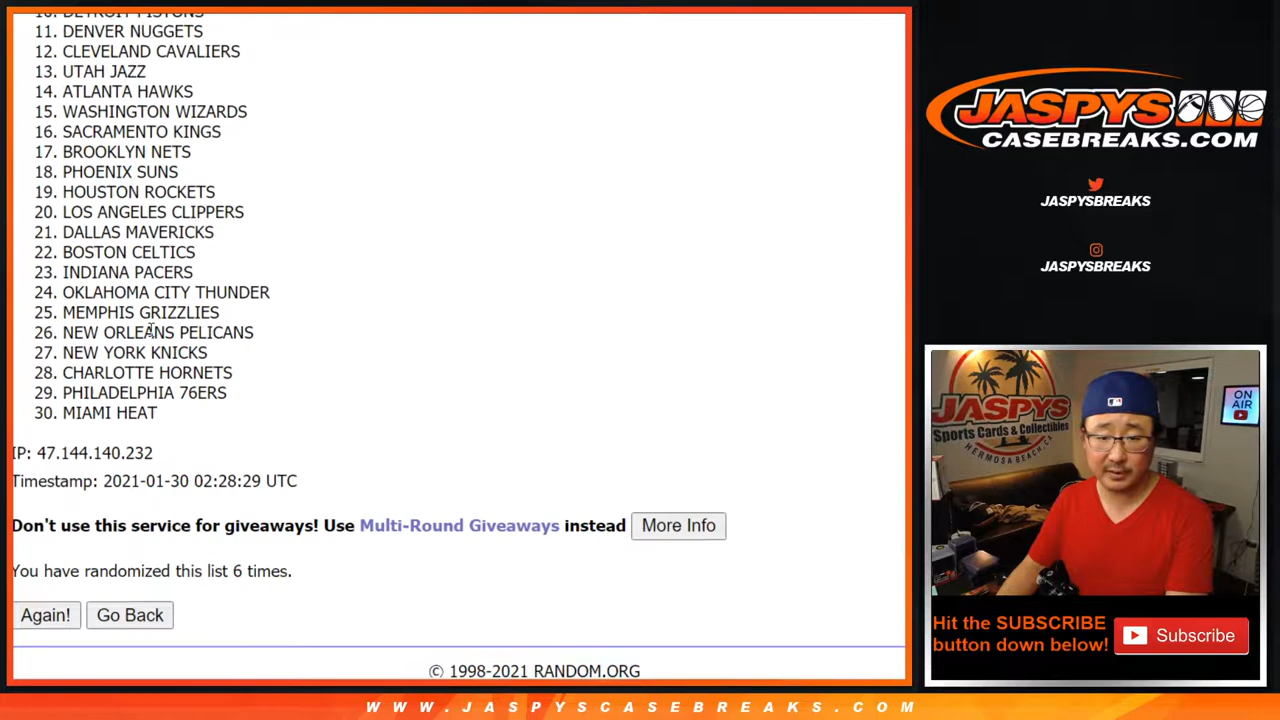 10. DETROIT PISTONS
11. DENVER NUGGETS
12. CLEVELAND CAVALIERS
13. UTAH JAZZ
14. ATLANTA HAWKS
15. WASHINGTON WIZARDS
16. SACRAMENTO KINGS
17. BROOKLYN NETS
18. PHOENIX SUNS
19. HOUSTON ROCKETS
20. LOS ANGELES CLIPPERS
21. DALLAS MAVERICKS
22. BOSTON CELTICS
23. INDIANA PACERS
24. OKLAHOMA CITY THUNDER
25. MEMPHIS GRIZZLIES
26. NEW ORLEANS PELICANS
27. NEW YORK KNICKS
28. CHARLOTTE HORNETS
29. PHILADELPHIA 76ERS
30. MIAMI HEAT
IP: 47.144.140.232
Timestamp: 2021-01-30 02:28:29 UTC
Don't use this service for giveaways! Use Multi-Round Giveaways instead More Info
You have randomized this list 6 times.
Again! Go Back
© 1998-2021 RANDOM.ORG
JASPYS
CASEBREAKS.COM
JASPYSBREAKS
JASPYSBREAKS
JASPYS
Sports Cards & Collectibles
HERMOSA BEACH, CA
ON
AIR
Hit the SUBSCRIBE
button down below!
Subscribe
WWW.JASPYSCASEBREAKS.COM